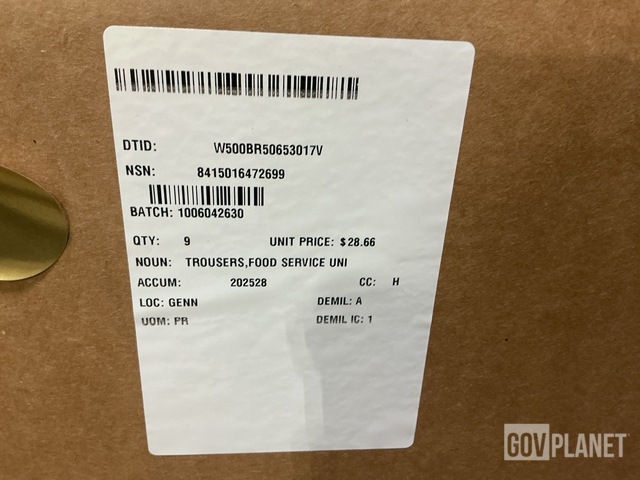 DTID: W500BR50653017V
NSN: 8415016472699
BATCH: 1006042630
QTY: 9 UNIT PRICE: $28.66
NOUN: TROUSERS,FOOD SERVICE UNI
ACCUM: 202528 CC: H
LOC: GENN DEMIL: A
UOM: PR DEMIL IC: 1
GOVPLANET